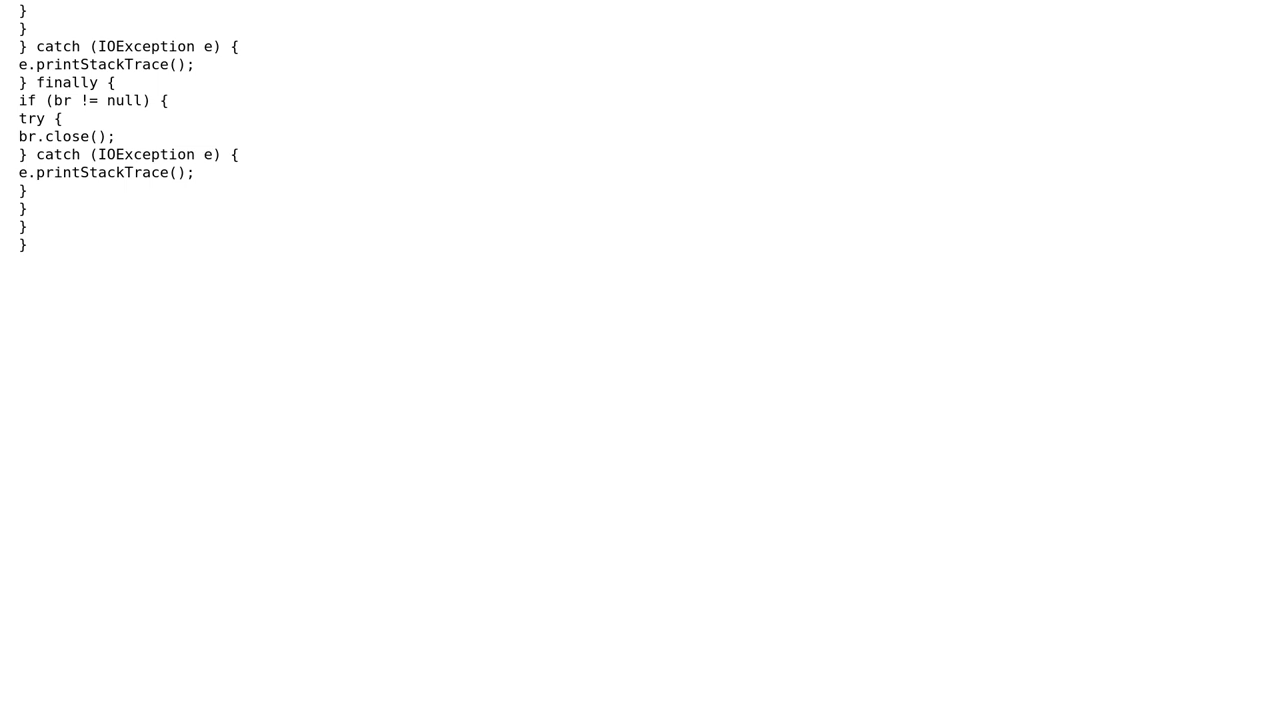 }
}
} catch (IOException e) {
e.printStackTrace();
} finally {
if (br != null) {
try {
br.close();
} catch (IOException e) {
e.printStackTrace();
}
}
}
}